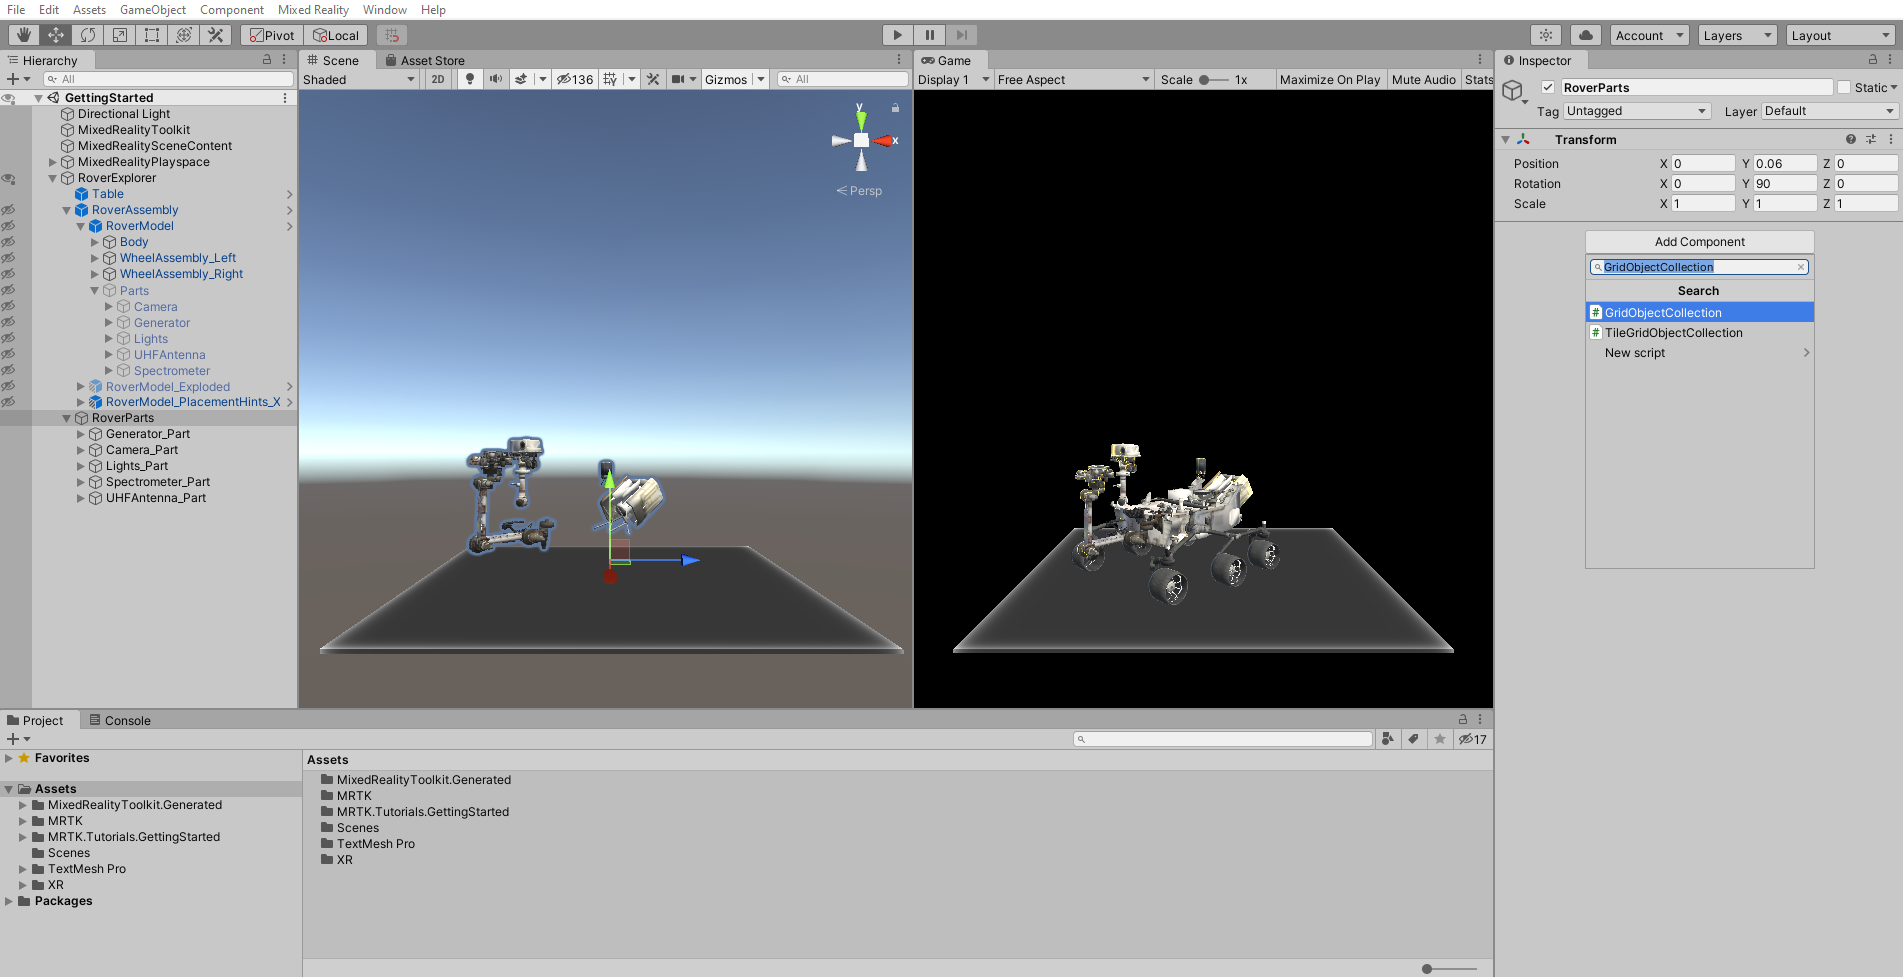 File Edit Assets GameObject Component Mixed Reality Window Help
Pivot Local Account Layers Layout
Hierarchy
All
GettingStarted
Directional Light
MixedRealityToolkit
MixedRealitySceneContent
MixedRealityPlayspace
RoverExplorer
Table
RoverAssembly
RoverModel
Body
WheelAssembly_Left
WheelAssembly_Right
Parts
Camera
Generator
Lights
UHFAntenna
Spectrometer
RoverModel_Exploded
RoverModel_PlacementHints_X
RoverParts
Generator_Part
Camera_Part
Lights_Part
Spectrometer_Part
UHFAntenna_Part
Scene Asset Store
Shaded 2D 136 Gizmos All
y
x
Persp
Game
Display 1 Free Aspect Scale 1x Maximize On Play Mute Audio Stats
Inspector
RoverParts Static
Tag Untagged Layer Default
Transform
Position X 0 Y 0.06 Z 0
Rotation X 0 Y 90 Z 0
Scale X 1 Y 1 Z 1
Add Component
GridObjectCollection
Search
GridObjectCollection
TileGridObjectCollection
New script
Project Console
17
Favorites
Assets
MixedRealityToolkit.Generated
MRTK
MRTK.Tutorials.GettingStarted
Scenes
TextMesh Pro
XR
Packages
Assets
MixedRealityToolkit.Generated
MRTK
MRTK.Tutorials.GettingStarted
Scenes
TextMesh Pro
XR